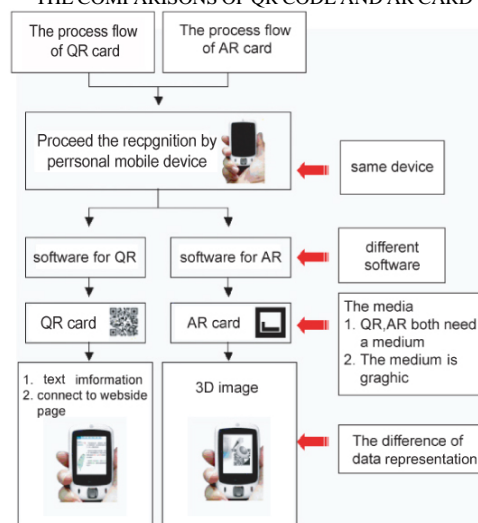 THE COMPARISONS OF QR CODE AND AR CARD
The process flow
of QR card
The process flow
of AR card
Proceed the recpgnition by
perrsonal mobile device
same device
software for QR
software for AR
different
software
QR card
AR card
The media
1. QR,AR both need
a medium
2. The medium is
graghic
1. text imformation
2. connect to webside
page
3D image
The difference of
data representation